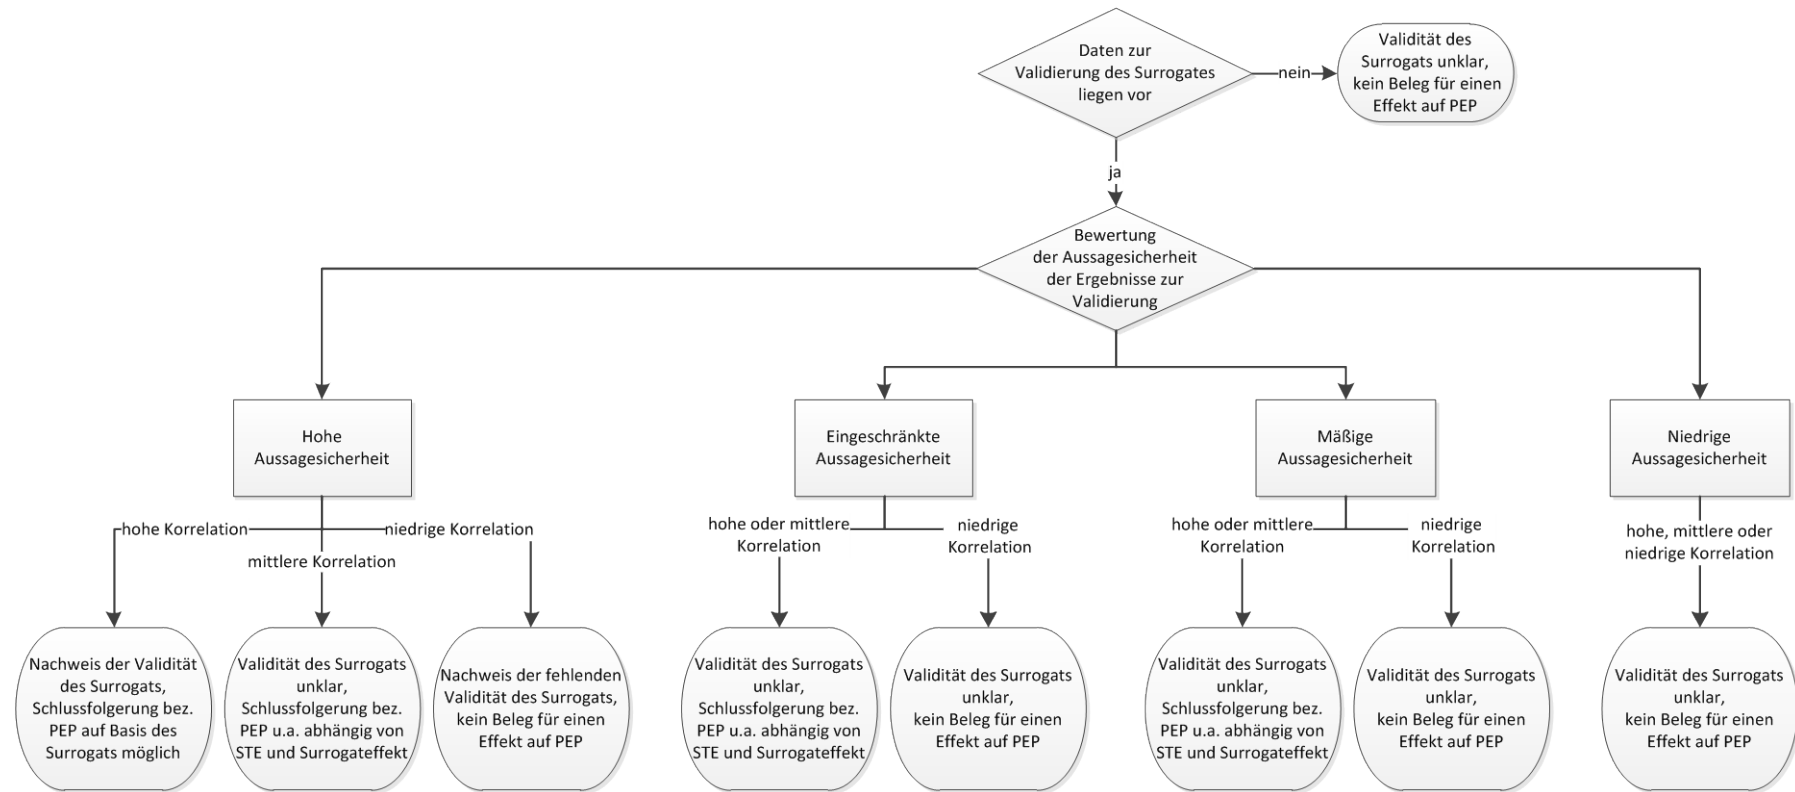 Daten zur
Validierung des Surrogates
liegen vor
nein
Validität des
Surrogats unklar,
kein Beleg für einen
Effekt auf PEP
ja
Bewertung
der Aussagesicherheit
der Ergebnisse zur
Validierung
Hohe
Aussagesicherheit
Eingeschränkte
Aussagesicherheit
Mäßige
Aussagesicherheit
Niedrige
Aussagesicherheit
hohe Korrelation
mittlere Korrelation
niedrige Korrelation
hohe oder mittlere
Korrelation
niedrige
Korrelation
hohe oder mittlere
Korrelation
niedrige
Korrelation
hohe, mittlere oder
niedrige Korrelation
Nachweis der Validität
des Surrogats,
Schlussfolgerung bez.
PEP auf Basis des
Surrogats möglich
Validität des Surrogats
unklar,
Schlussfolgerung bez.
PEP u.a. abhängig von
STE und Surrogateffekt
Nachweis der fehlenden
Validität des Surrogats,
kein Beleg für einen
Effekt auf PEP
Validität des Surrogats
unklar,
Schlussfolgerung bez.
PEP u.a. abhängig von
STE und Surrogateffekt
Validität des Surrogats
unklar,
kein Beleg für einen
Effekt auf PEP
Validität des Surrogats
unklar,
Schlussfolgerung bez.
PEP u.a. abhängig von
STE und Surrogateffekt
Validität des Surrogats
unklar,
kein Beleg für einen
Effekt auf PEP
Validität des Surrogats
unklar,
kein Beleg für einen
Effekt auf PEP